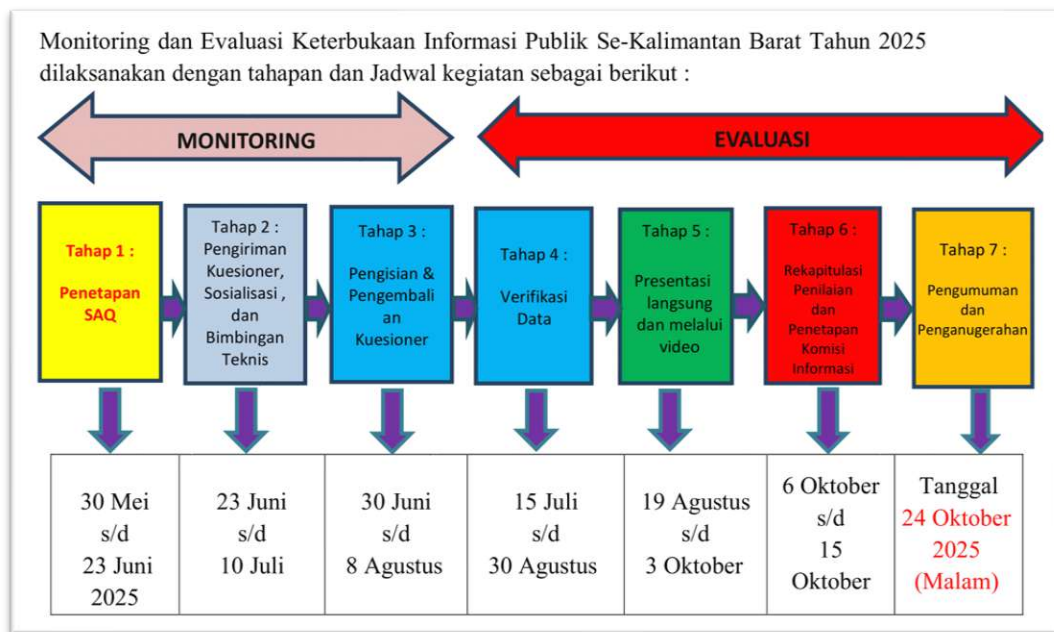 Monitoring dan Evaluasi Keterbukaan Informasi Publik Se-Kalimantan Barat Tahun 2025
dilaksanakan dengan tahapan dan Jadwal kegiatan sebagai berikut :
MONITORING
EVALUASI
Tahap 1 :
Penetapan
SAQ
Tahap 2 :
Pengiriman
Kuesioner,
Sosialisasi ,
dan
Bimbingan
Teknis
Tahap 3 :
Pengisian &
Pengembali
an
Kuesioner
Tahap 4 :
Verifikasi
Data
Tahap 5 :
Presentasi
langsung
dan melalui
video
Tahap 6 :
Rekapitulasi
Penilaian
dan
Penetapan
Komisi
Informasi
Tahap 7 :
Pengumuman
dan
Penganugerahan
30 Mei
s/d
23 Juni
2025
23 Juni
s/d
10 Juli
30 Juni
s/d
8 Agustus
15 Juli
s/d
30 Agustus
19 Agustus
s/d
3 Oktober
6 Oktober
s/d
15
Oktober
Tanggal
24 Oktober
2025
(Malam)